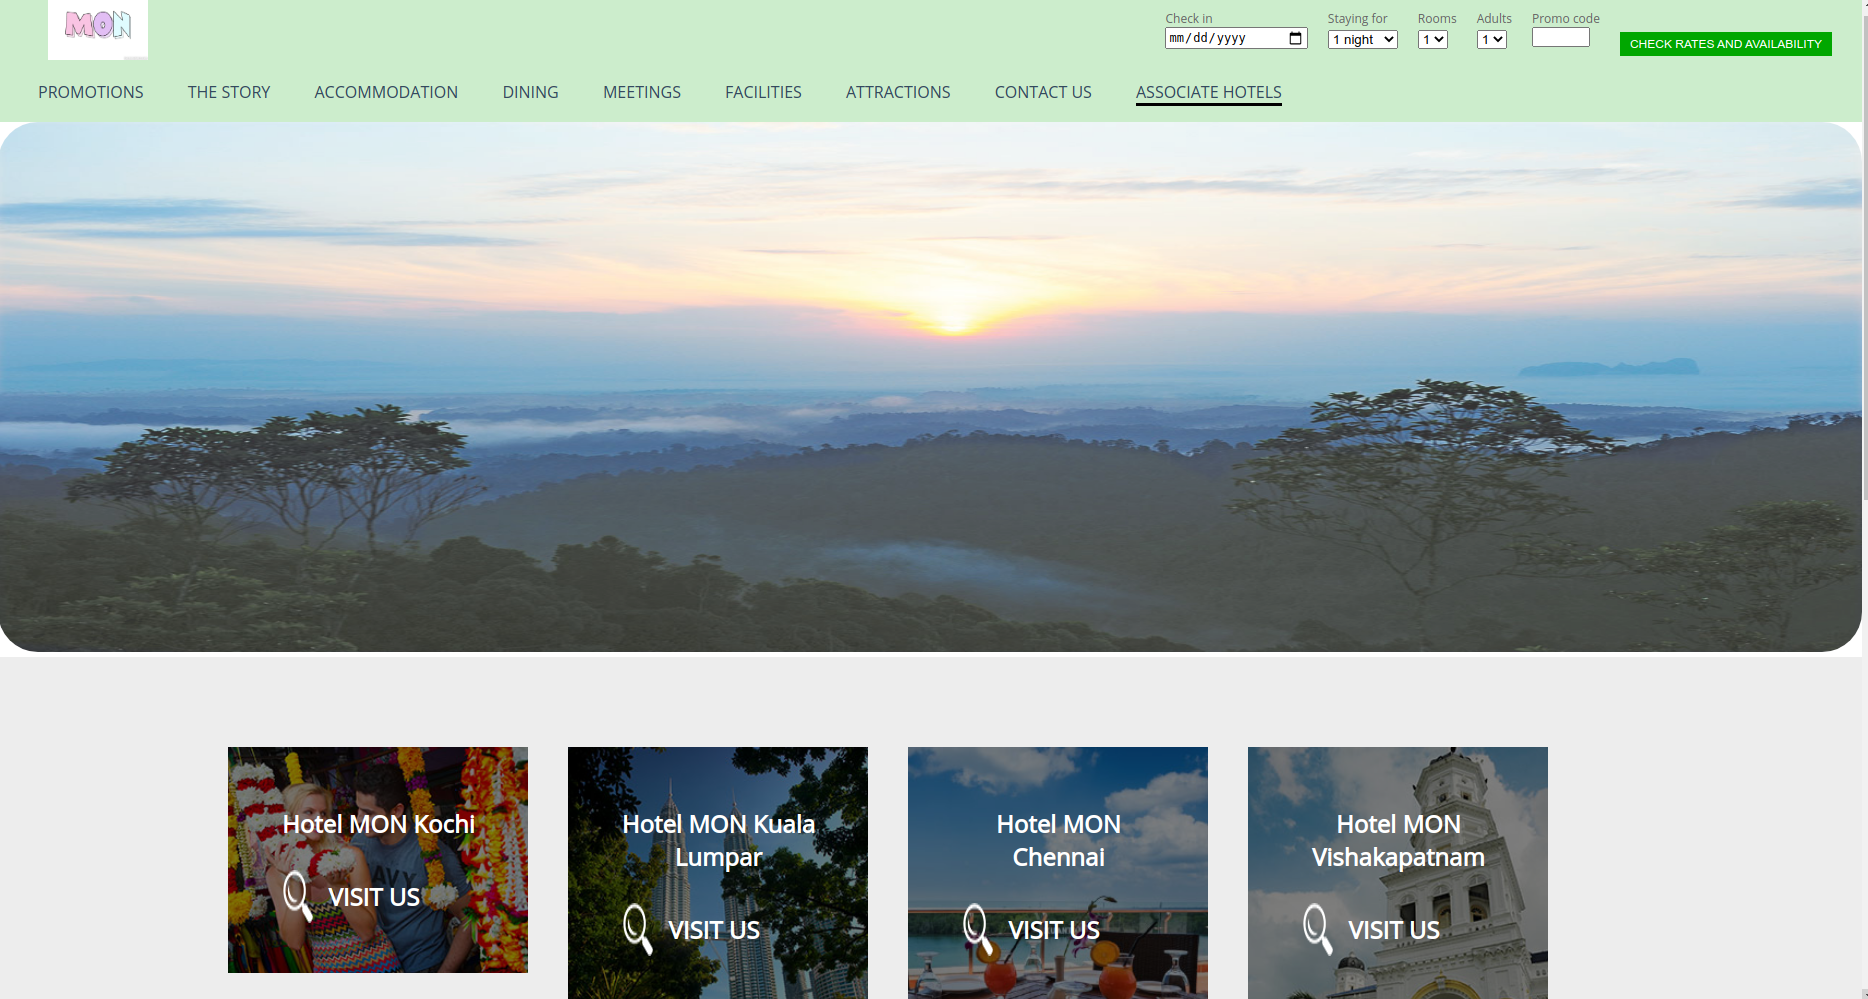 MON
Check in
Staying for
Rooms
Adults
Promo code
mm/dd/yyyy
1 night
1
1
CHECK RATES AND AVAILABILITY
PROMOTIONS
THE STORY
ACCOMMODATION
DINING
MEETINGS
FACILITIES
ATTRACTIONS
CONTACT US
ASSOCIATE HOTELS
Hotel MON Kochi
VISIT US
Hotel MON Kuala
Lumpar
VISIT US
Hotel MON
Chennai
VISIT US
Hotel MON
Vishakapatnam
VISIT US
AVY